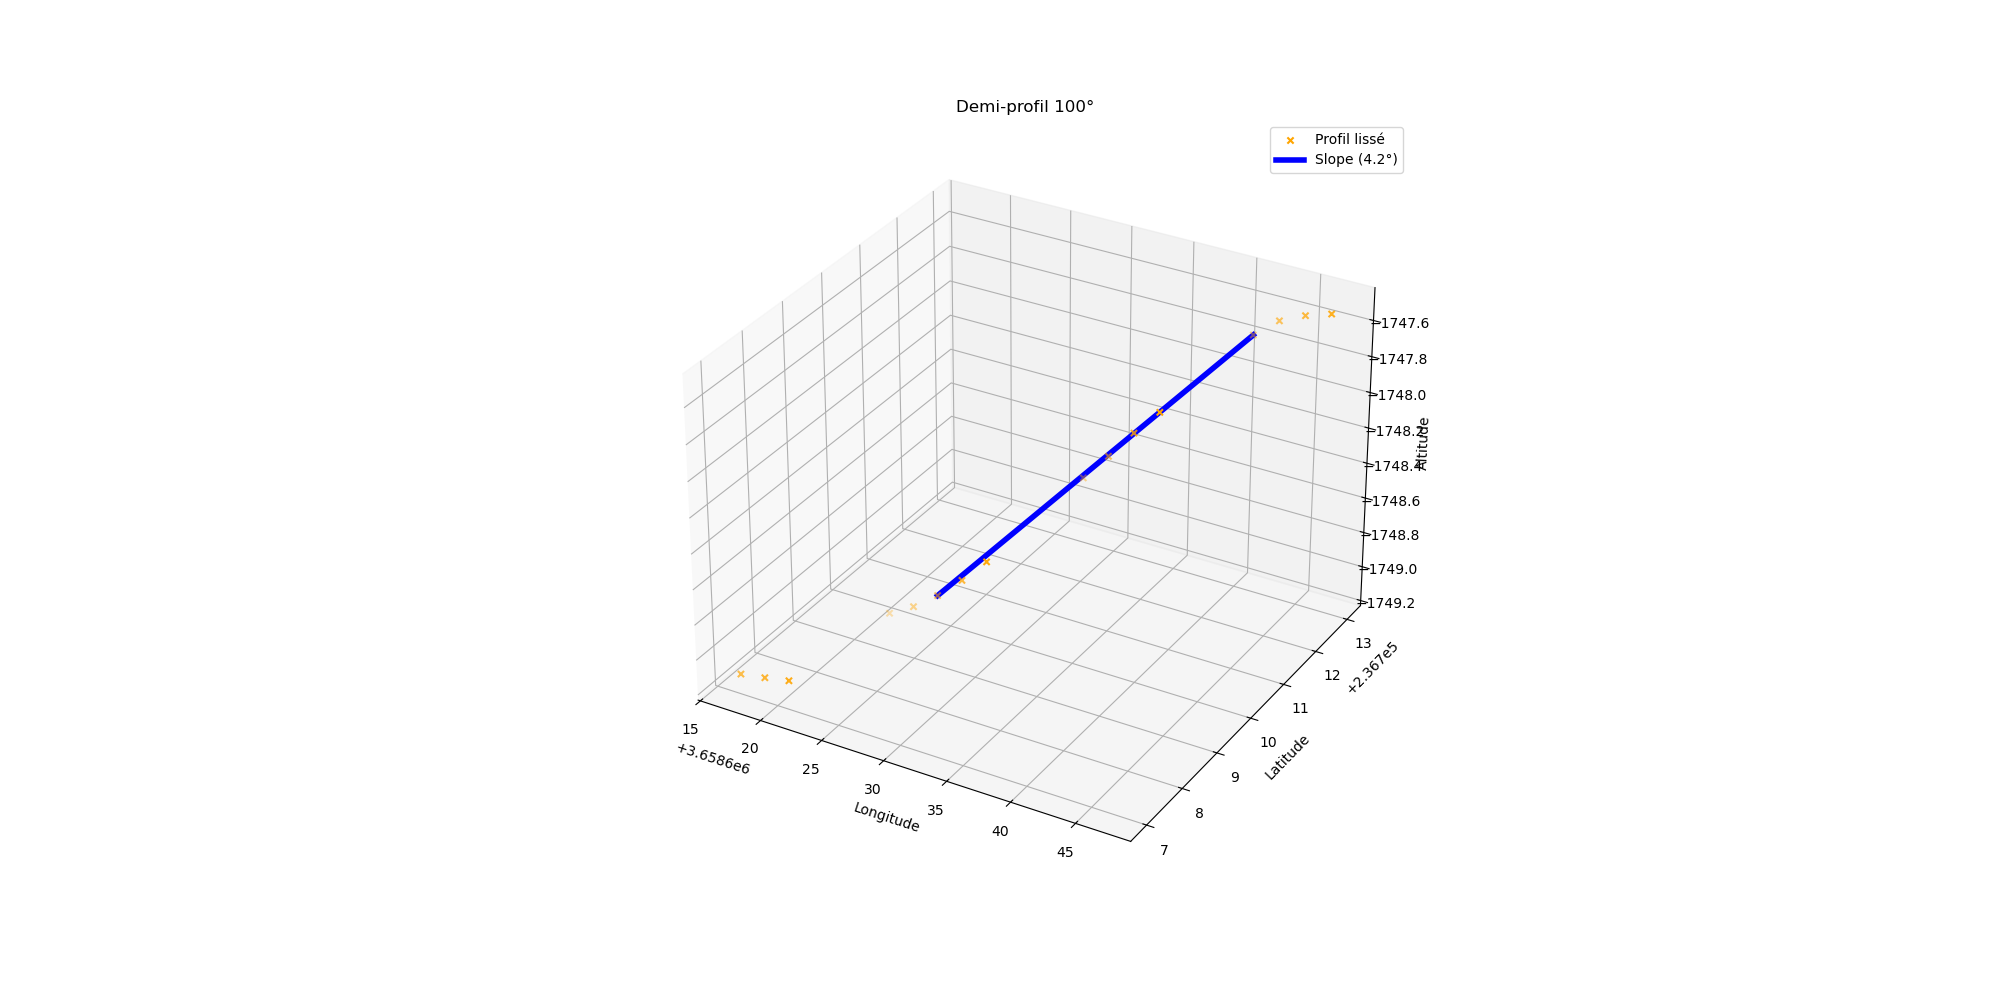 Demi-profil 100°
Profil lissé
Slope (4.2°)
−1747.6
−1747.8
−1748.0
−1748.2
Altitude
−1748.4
−1748.6
−1748.8
−1749.0
−1749.2
13
+2.367e5
12
11
10
Latitude
9
8
7
15
+3.6586e6
20
25
30
Longitude
35
40
45